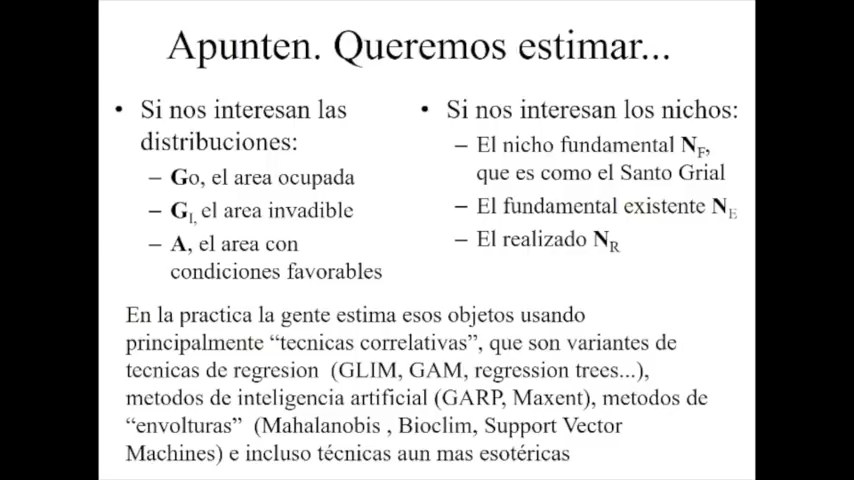 Apunten. Queremos estimar...
• Si nos interesan las
distribuciones:
– Go, el area ocupada
– G_I, el area invadible
– A, el area con
condiciones favorables
• Si nos interesan los nichos:
– El nicho fundamental N_F,
que es como el Santo Grial
– El fundamental existente N_E
– El realizado N_R
En la practica la gente estima esos objetos usando
principalmente “tecnicas correlativas”, que son variantes de
tecnicas de regresion (GLIM, GAM, regression trees...),
metodos de inteligencia artificial (GARP, Maxent), metodos de
“envolturas” (Mahalanobis , Bioclim, Support Vector
Machines) e incluso técnicas aun mas esotéricas